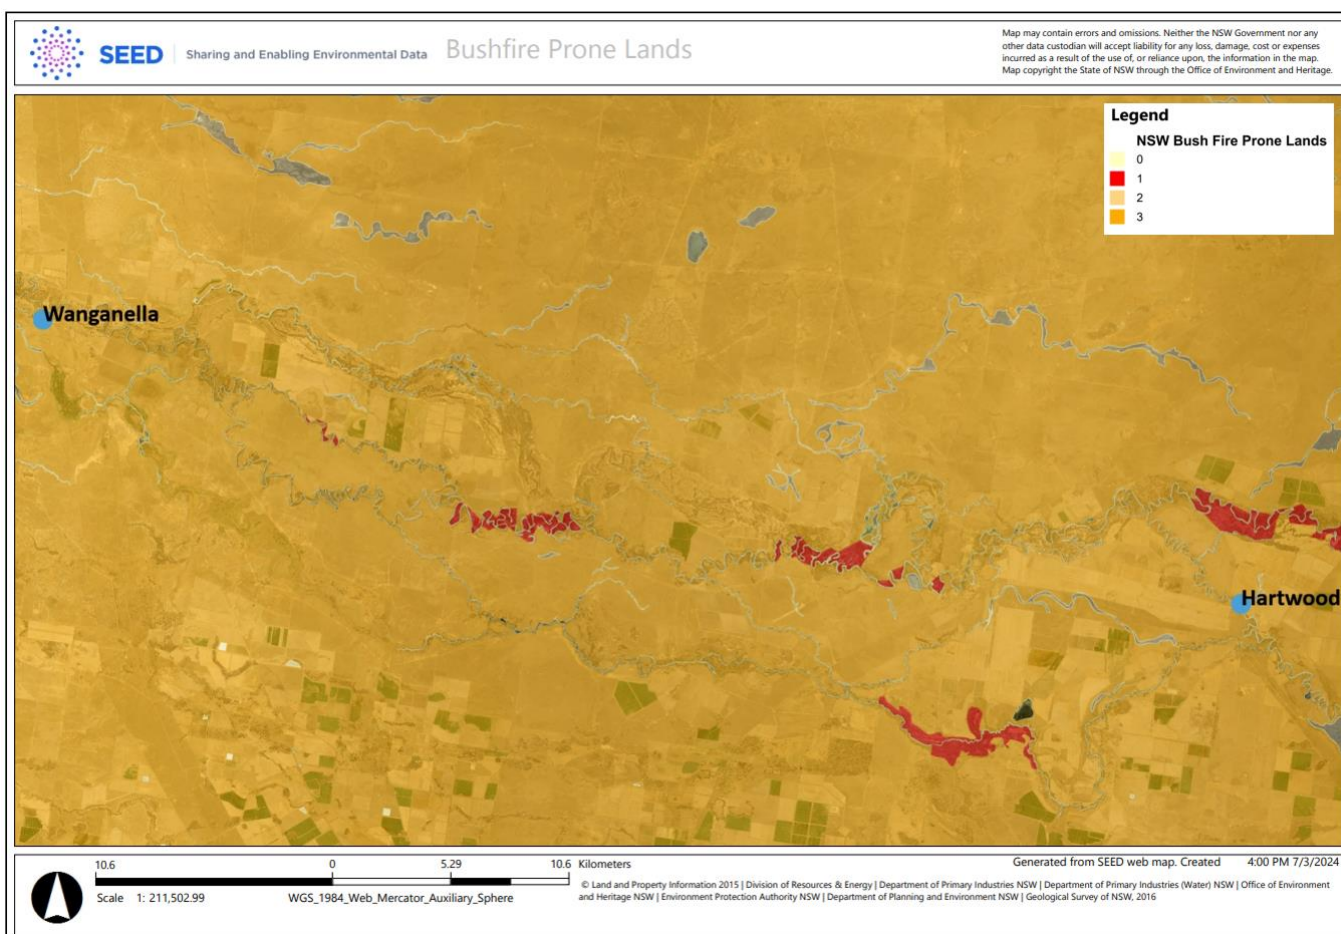 SEED
Sharing and Enabling Environmental Data
Bushfire Prone Lands
Map may contain errors and omissions. Neither the NSW Government nor any
other data custodian will accept liability for any loss, damage, cost or expenses
incurred as a result of the use of, or reliance upon, the information in the map.
Map copyright the State of NSW through the Office of Environment and Heritage.
Legend
NSW Bush Fire Prone Lands
0
1
2
3
Wanganella
Hartwood
10.6 0 5.29 10.6 Kilometers
Scale 1: 211,502.99
WGS_1984_Web_Mercator_Auxiliary_Sphere
Generated from SEED web map. Created 4:00 PM 7/3/2024
© Land and Property Information 2015 | Division of Resources & Energy | Department of Primary Industries NSW | Department of Primary Industries (Water) NSW | Office of Environment
and Heritage NSW | Environment Protection Authority NSW | Department of Planning and Environment NSW | Geological Survey of NSW, 2016